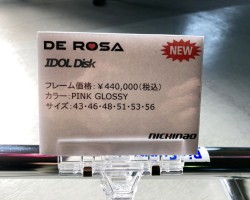 DE ROSA
NEW
IDOL Disk
フレーム価格：￥440,000(税込)
カラー：PINK GLOSSY
サイズ：43・46・48・51・53・56
nichinao